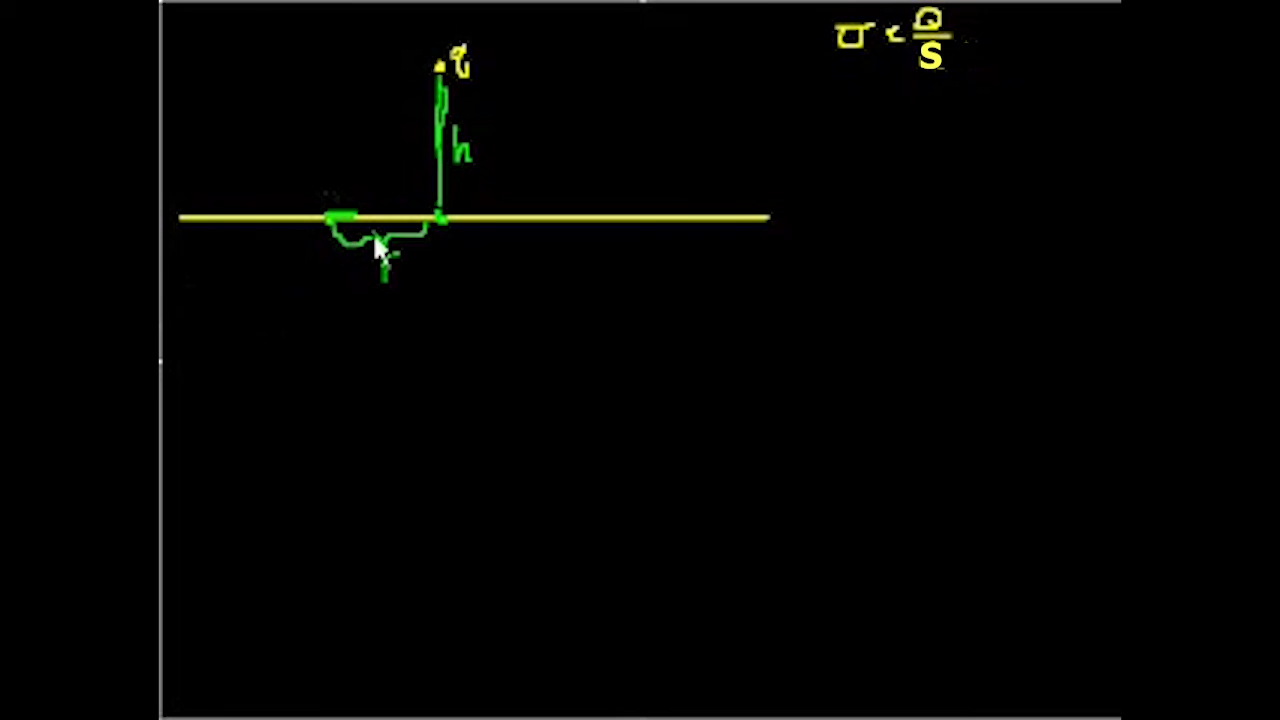 σ = Q/S
q
h
r